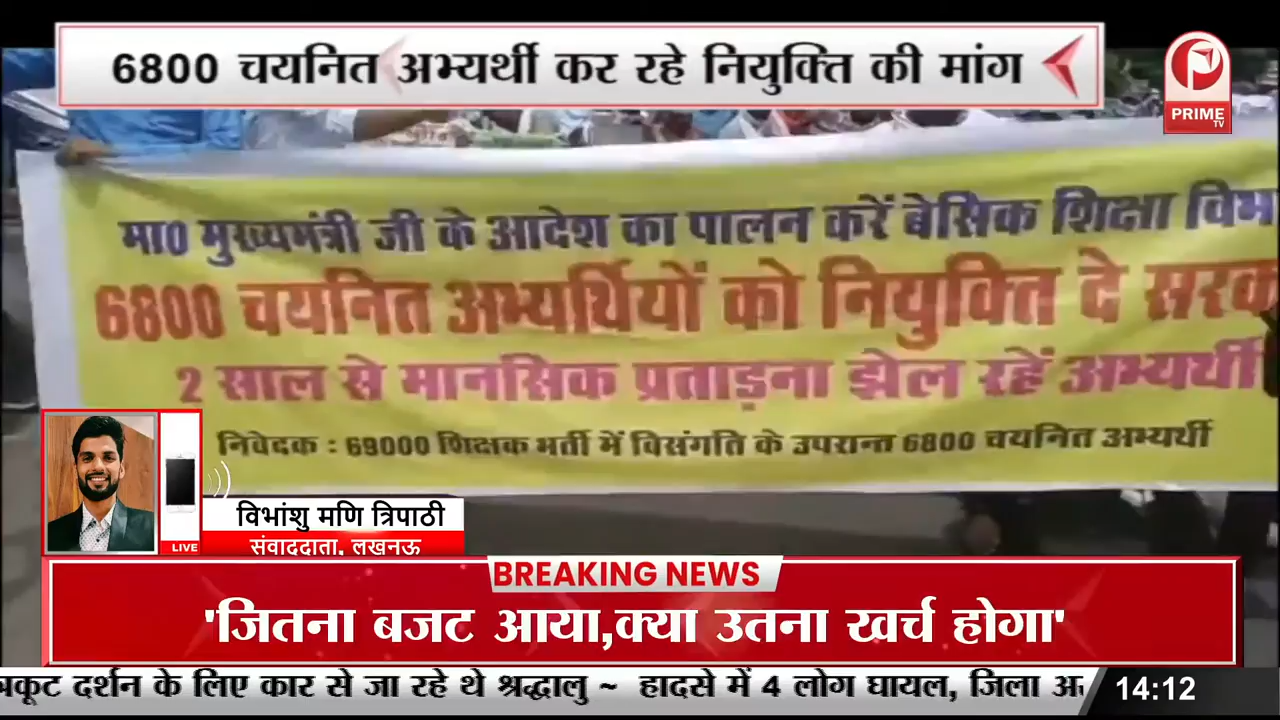 6800 चयनित अभ्यर्थी कर रहे नियुक्ति की मांग
PRIME
TV
मा0 मुख्यमंत्री जी के आदेश का पालन करें बेसिक शिक्षा
6800 चयनित अभ्यर्थियों को नियुक्ति दे
2 साल से मानसिक प्रताड़ना झेल रहें अभ्यर्थी
निवेदक : 69000 शिक्षक भर्ती में विसंगति के उपरान्त 6800 चयनित अभ्यर्थी
विभांशु मणि त्रिपाठी
LIVE
संवाददाता, लखनऊ
BREAKING NEWS
'जितना बजट आया,क्या उतना खर्च होगा'
दर्शन के लिए कार से जा रहे थे श्रद्धालु ~ हादसे में 4 लोग घायल, जिला
14:12